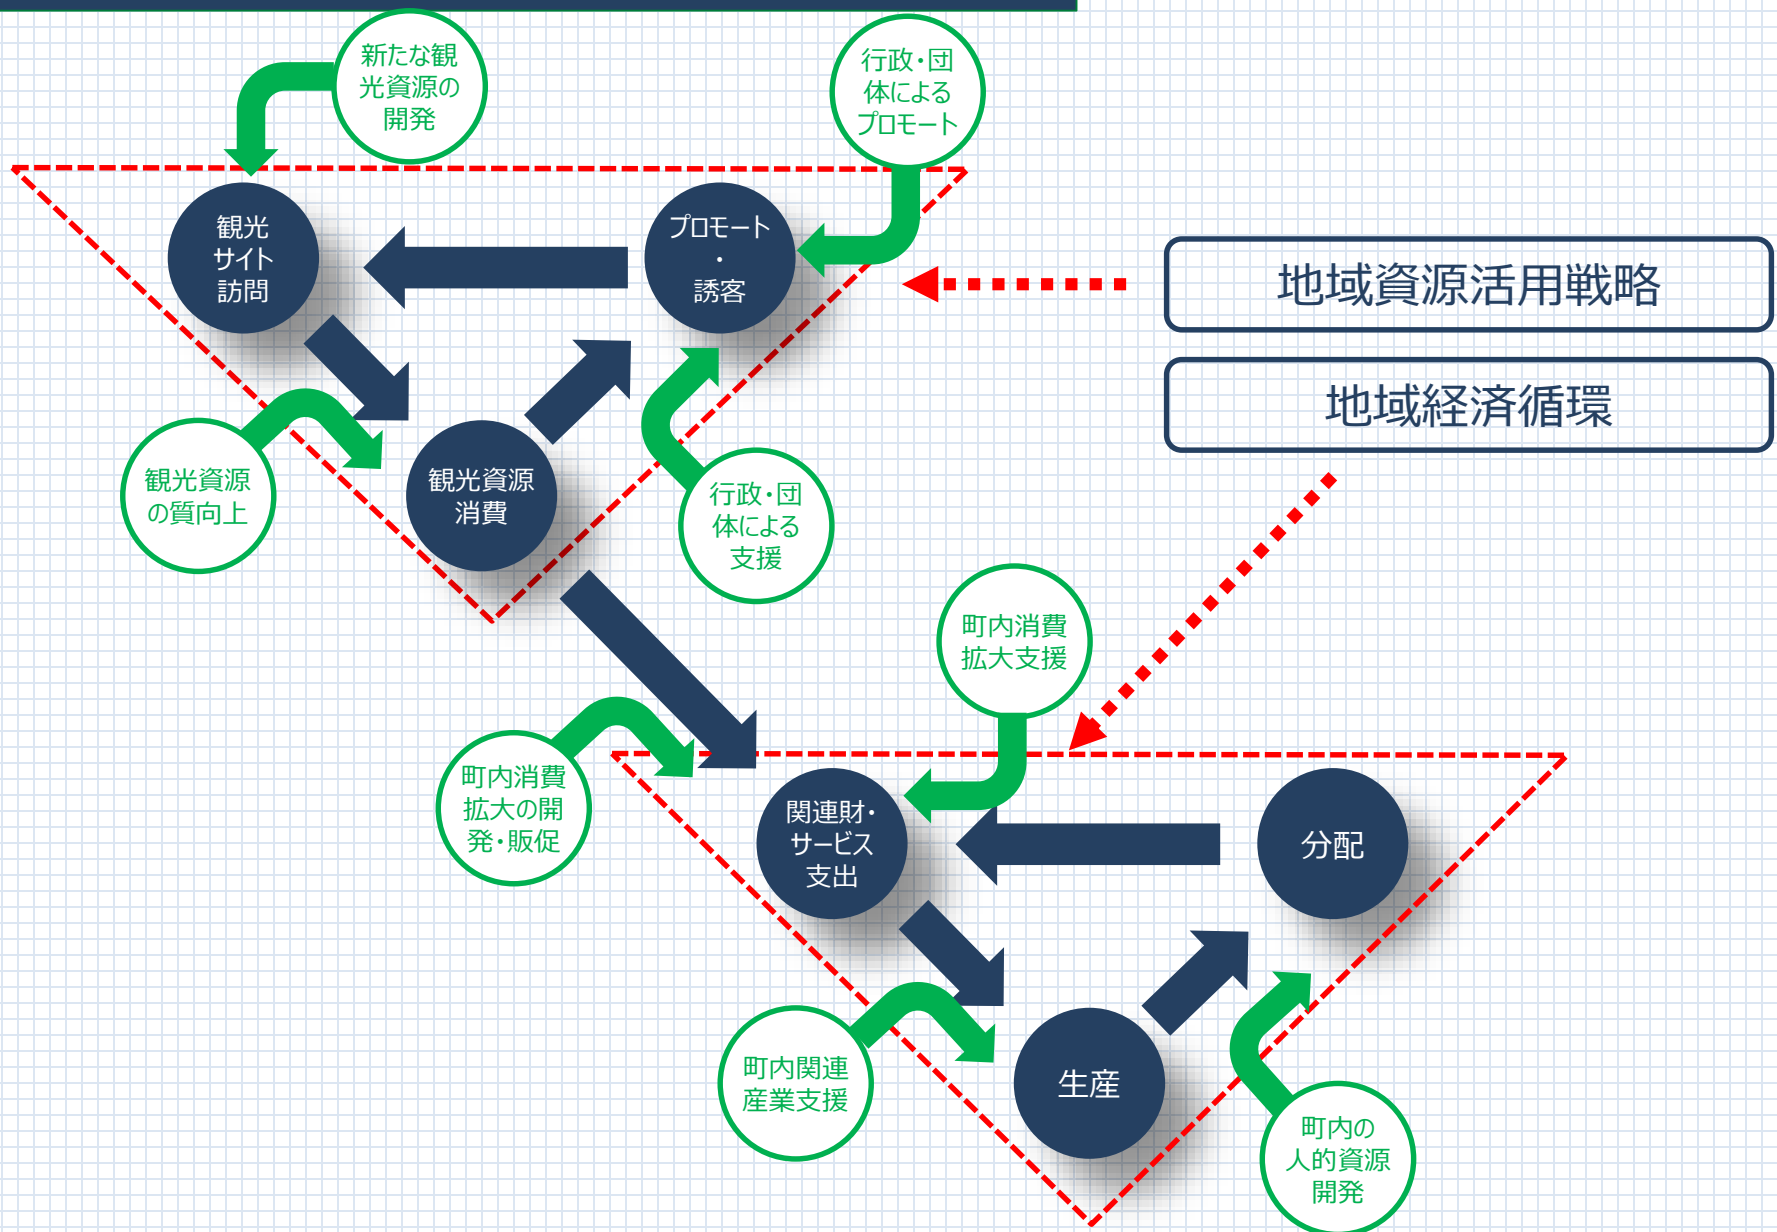 新たな観
光資源の
開発
行政・団
体による
プロモート
観光
サイト
訪問
プロモート
・
誘客
地域資源活用戦略
地域経済循環
観光資源
の質向上
観光資源
消費
行政・団
体による
支援
町内消費
拡大支援
町内消費
拡大の開
発・販促
関連財・
サービス
支出
分配
町内関連
産業支援
生産
町内の
人的資源
開発